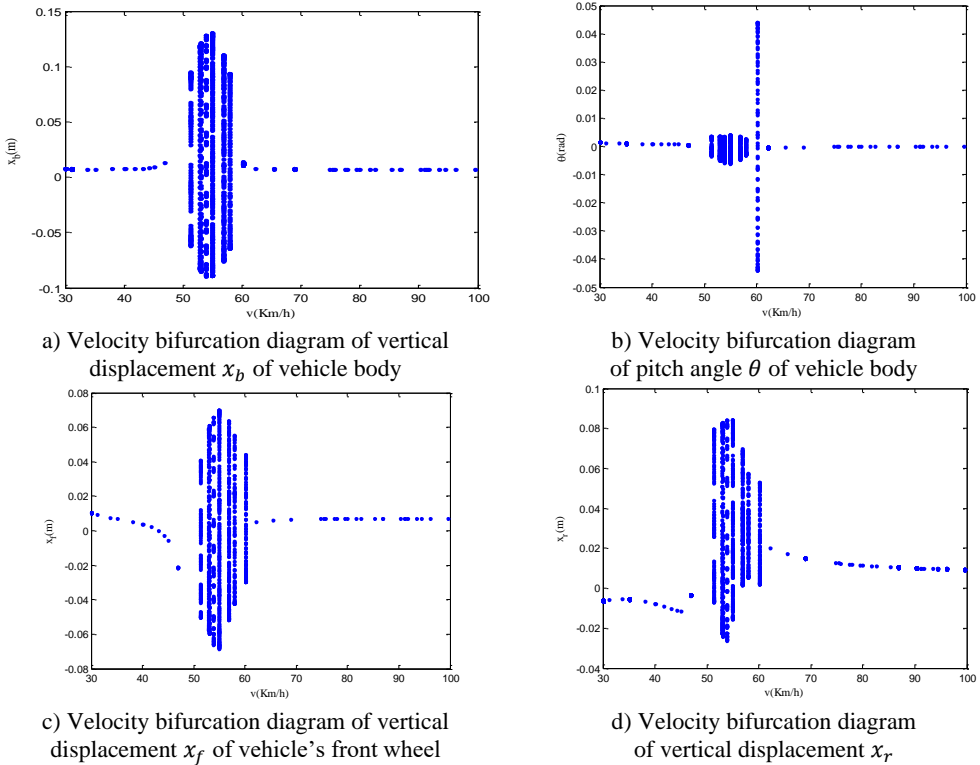 0.15
0.1
0.05
0
-0.05
-0.1
x_b(m)
30 40 50 60 70 80 90 100
v(Km/h)
a) Velocity bifurcation diagram of vertical
displacement x_b of vehicle body
0.05
0.04
0.03
0.02
0.01
0
-0.01
-0.02
-0.03
-0.04
0.05
θ(rad)
30 40 50 60 70 80 90 100
v(Km/h)
b) Velocity bifurcation diagram
of pitch angle θ of vehicle body
0.08
0.06
0.04
0.02
0
-0.02
-0.04
-0.06
-0.08
x_f(m)
30 40 50 60 70 80 90 100
v(Km/h)
c) Velocity bifurcation diagram of vertical
displacement x_f of vehicle’s front wheel
0.1
0.08
0.06
0.04
0.02
0
-0.02
-0.04
x_r(m)
30 40 50 60 70 80 90 100
v(Km/h)
d) Velocity bifurcation diagram
of vertical displacement x_r